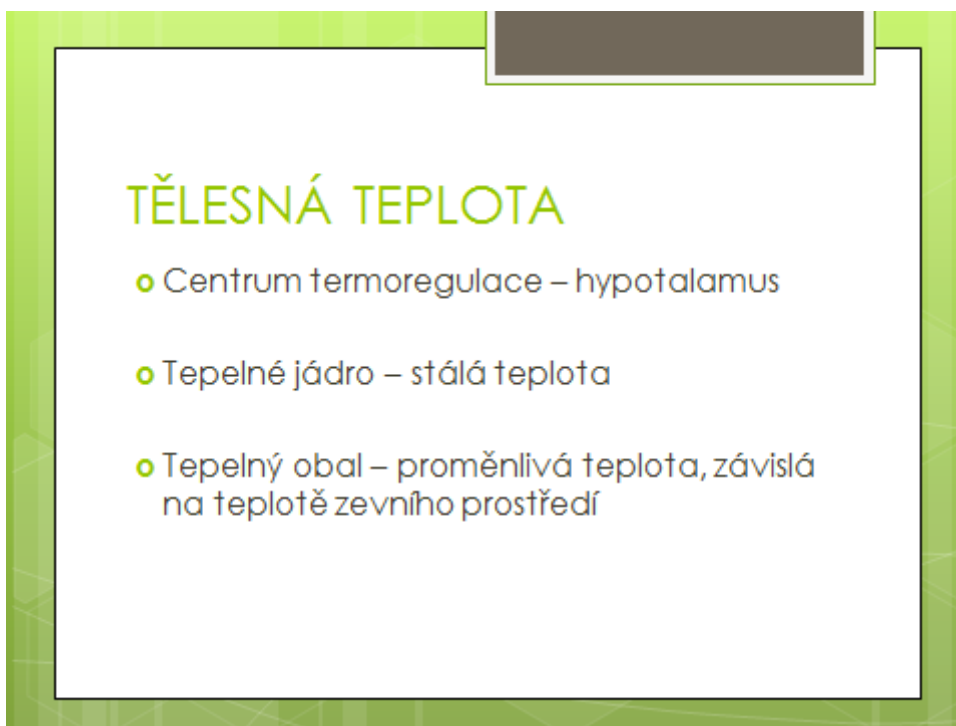 TĚLESNÁ TEPLOTA
o Centrum termoregulace – hypotalamus
o Tepelné jádro – stálá teplota
o Tepelný obal – proměnlivá teplota, závislá
na teplotě zevního prostředí